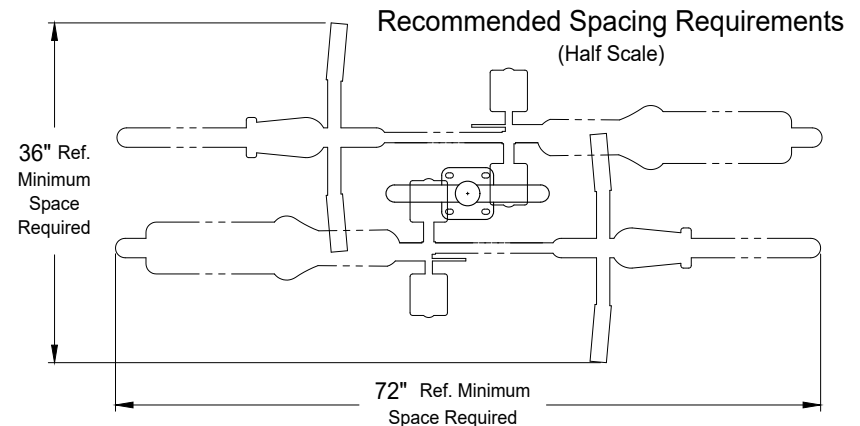 Recommended Spacing Requirements
(Half Scale)
36" Ref.
Minimum
Space
Required
72" Ref. Minimum
Space Required